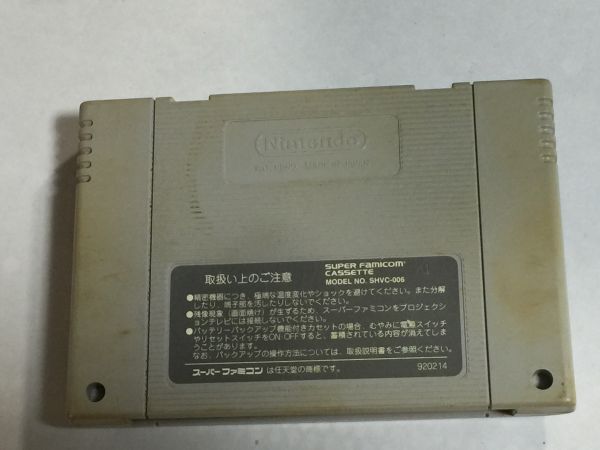 Nintendo
MADE IN JAPAN
取扱い上のご注意
SUPER FAMICOM
CASSETTE
MODEL NO. SHVC-006
●精密機器につき、極端な温度変化やショックを避けてください。また分解
したり、端子部を汚したりしないでください。
●残像現象（画面焼け）が生ずるため、スーパーファミコンをプロジェクシ
ョンテレビには接続しないでください。
●バッテリーバックアップ機能付きカセットの場合、むやみに電源スイッチ
やリセットスイッチをON OFFすると、蓄積されている内容が消えてしま
うことがあります。
なお、バックアップの操作方法については、取扱説明書をご参照ください。
スーパーファミコンは任天堂の商標です。
920214